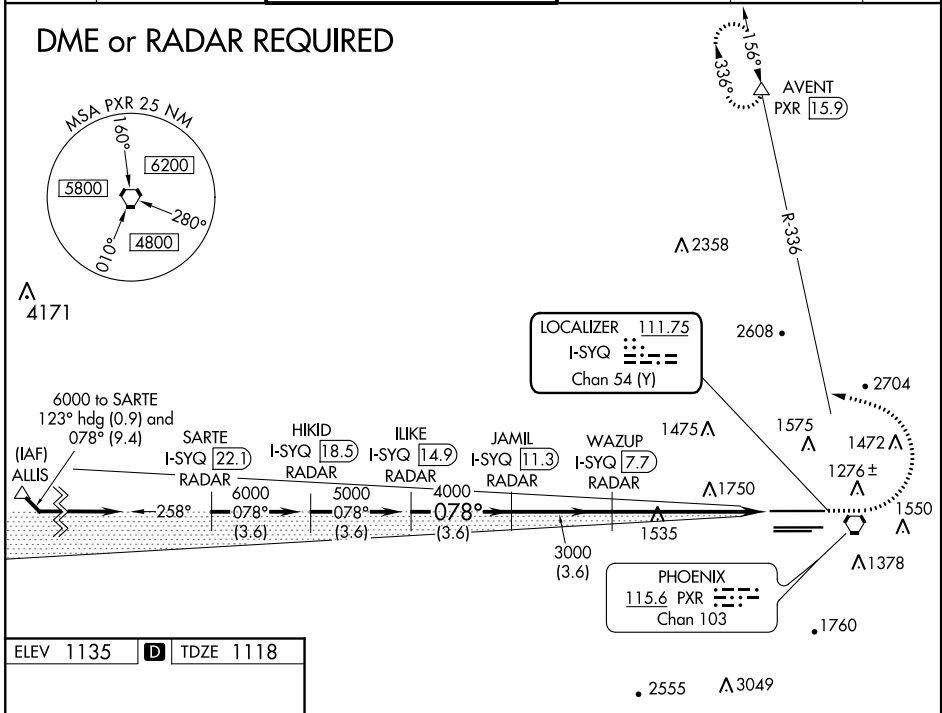 DME or RADAR REQUIRED
MSA PXR 25 NM
160°
6200
5800
280°
010°
4800
4171
156°
336°
AVENT
PXR 15.9
R-336
2358
LOCALIZER 111.75
I-SYQ
Chan 54 (Y)
2608
2704
6000 to SARTE
123° hdg (0.9) and
078° (9.4)
(IAF)
ALLIS
SARTE
I-SYQ 22.1
RADAR
HIKID
I-SYQ 18.5
RADAR
ILIKE
I-SYQ 14.9
RADAR
JAMIL
I-SYQ 11.3
RADAR
WAZUP
I-SYQ 7.7
RADAR
1475
1575
1472
1276 ±
1750
1550
258°
6000
078°
(3.6)
5000
078°
(3.6)
4000
078°
(3.6)
3000
(3.6)
1535
1378
PHOENIX
115.6 PXR
Chan 103
1760
ELEV 1135 D TDZE 1118
2555
3049